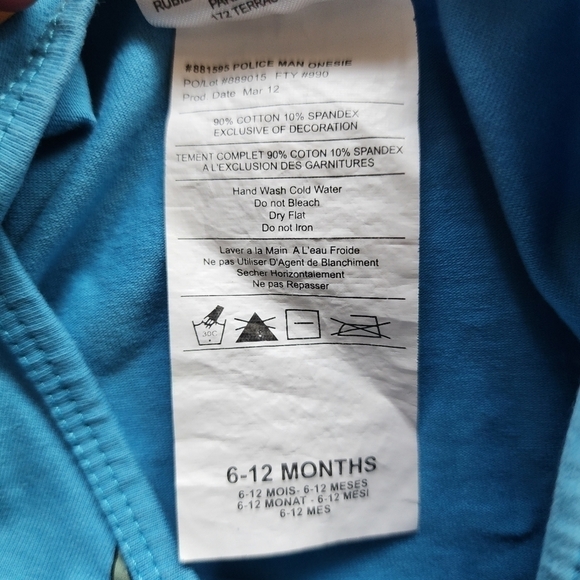 #881595 POLICE MAN ONESIE
PO/Lot #889015 FTY #990
Prod. Date Mar 12
90% COTTON 10% SPANDEX
EXCLUSIVE OF DECORATION
TEMENT COMPLET 90% COTON 10% SPANDEX
A L'EXCLUSION DES GARNITURES
Hand Wash Cold Water
Do not Bleach
Dry Flat
Do not Iron
Laver a la Main A L'eau Froide
Ne pas Utiliser D'Agent de Blanchiment
Secher Horizontalement
Ne pas Repasser
30C
6-12 MONTHS
6-12 MOIS- 6-12 MESES
6-12 MONAT - 6-12 MESI
6-12 MES